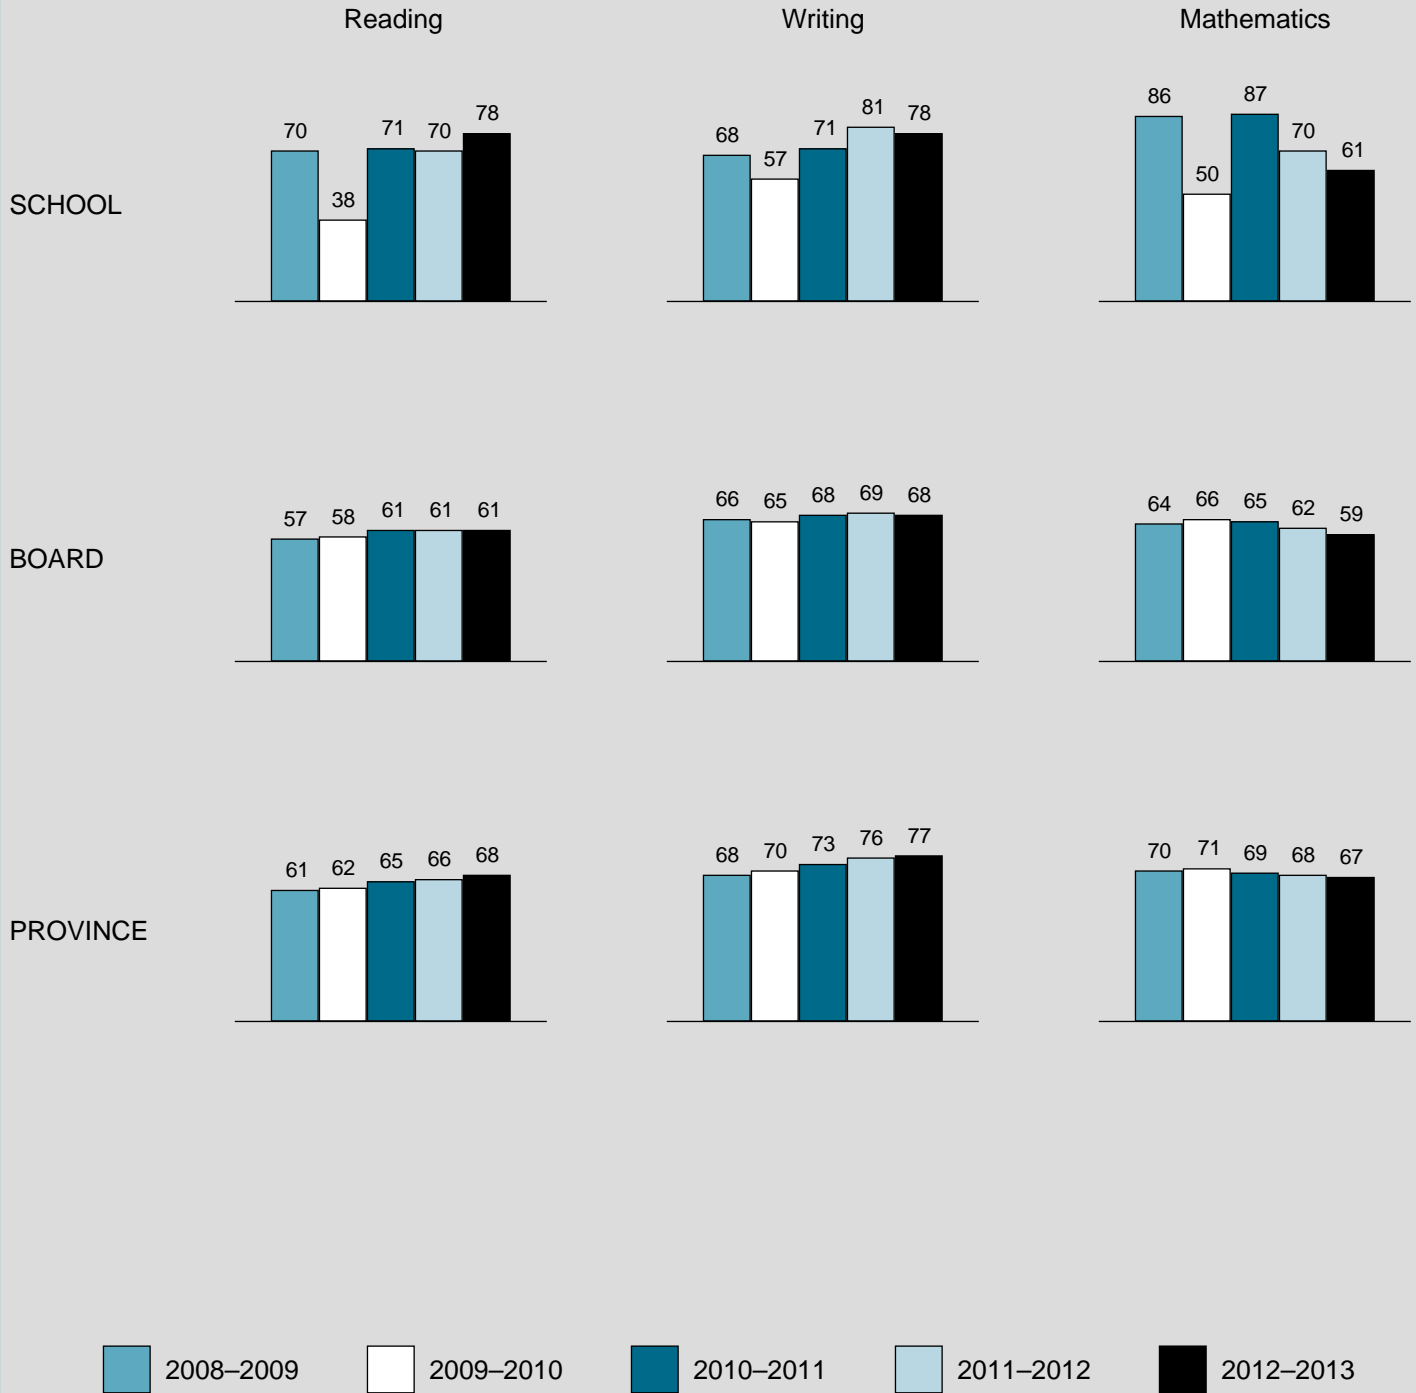 Reading Writing Mathematics
SCHOOL
70 38 71 70 78
68 57 71 81 78
86 50 87 70 61
BOARD
57 58 61 61 61
66 65 68 69 68
64 66 65 62 59
PROVINCE
61 62 65 66 68
68 70 73 76 77
70 71 69 68 67
2008–2009 2009–2010 2010–2011 2011–2012 2012–2013